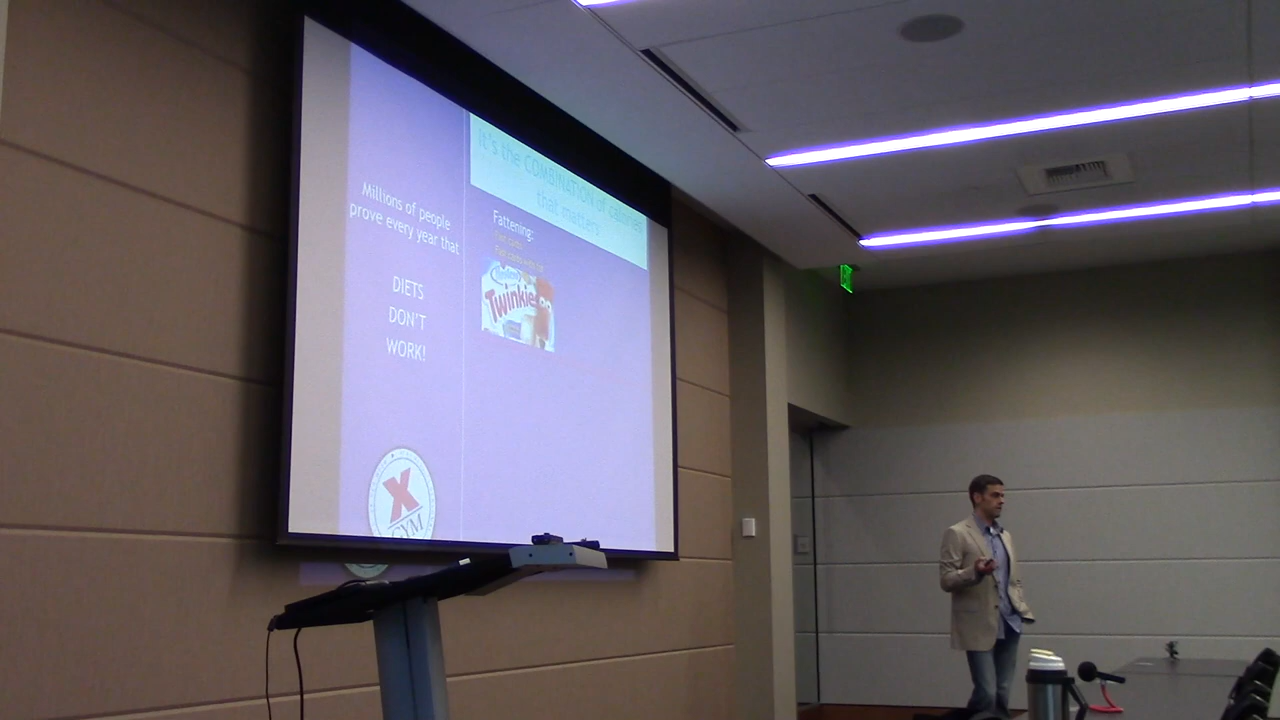 Millions of people
prove every year that
DIETS
DON'T
WORK!
X
GYM
It's the COMBINATION of calories
that matters
Fattening:
Twinkies